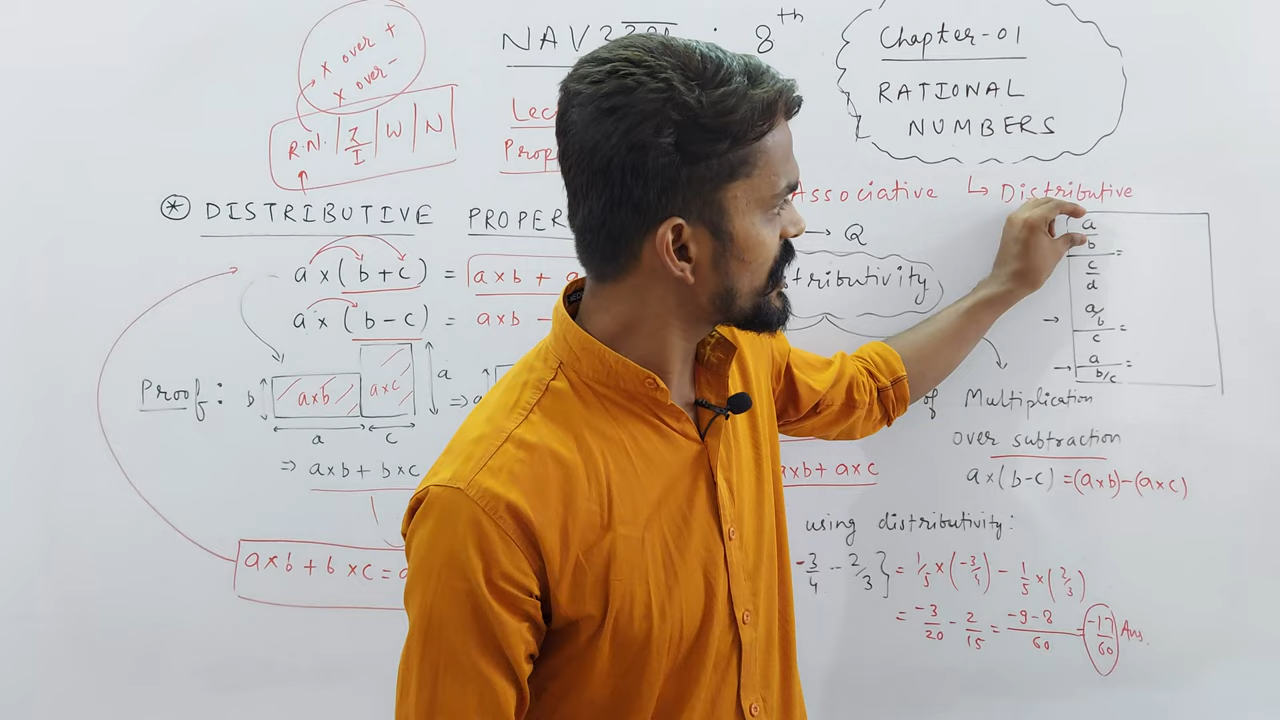 × over +
× over -
R.N. | Z/I | W | N
NAV : 8th
Lec
Prop
Chapter-01
RATIONAL
NUMBERS
Associative ↳ Distributive
* DISTRIBUTIVE PROPER
→ Q
a×(b+c) = a×b +
a×(b-c) = a×b -
tributivity
a/b
=
c/d
→ a/b / c =
→ a / b/c =
Proof :
b a×b a×c a ⇒
a c
⇒ a×b + b×c
a×b + b×c =
of Multiplication
over subtraction
a×(b-c) =(a×b)-(a×c)
a×b + a×c
using distributivity:
-3/4 - 2/3} = 1/5×(-3/4) - 1/5×(2/3)
= -3/20 - 2/15 = -9-8/60 = -17/60 Ans.